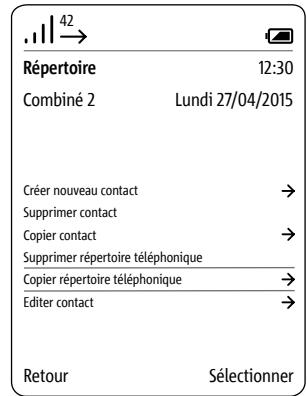 42
Répertoire 12:30
Combiné 2 Lundi 27/04/2015
Créer nouveau contact
Supprimer contact
Copier contact
Supprimer répertoire téléphonique
Copier répertoire téléphonique
Editer contact
Retour Sélectionner